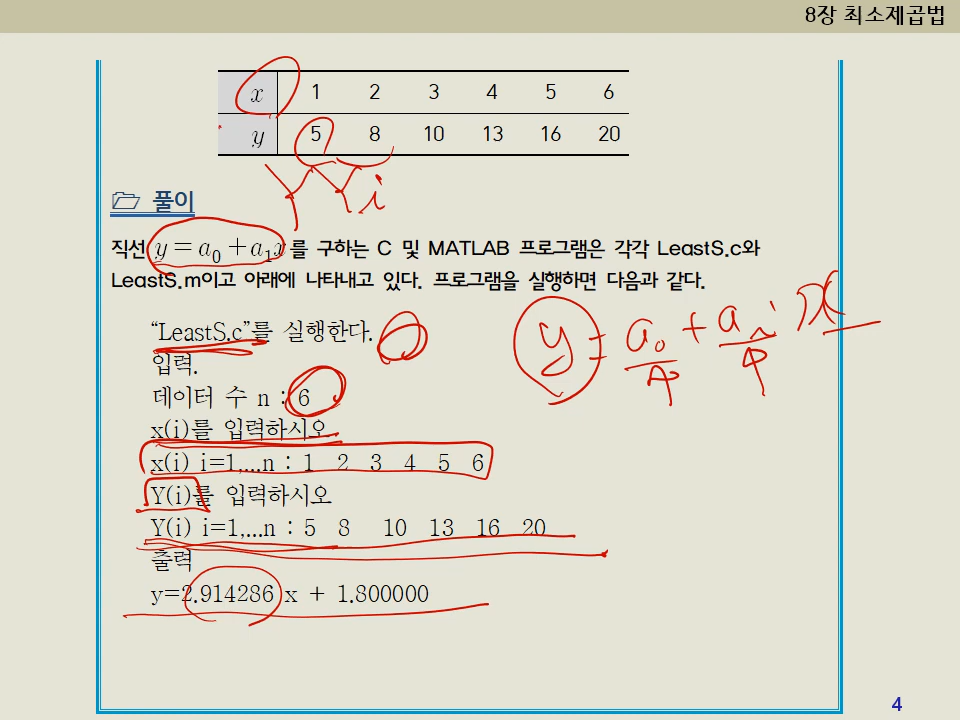 8장 최소제곱법
x 1 2 3 4 5 6
y 5 8 10 13 16 20
i
풀이
직선 y = a₀ + a₁x 를 구하는 C 및 MATLAB 프로그램은 각각 LeastS.c와
LeastS.m이고 아래에 나타내고 있다. 프로그램을 실행하면 다음과 같다.
"LeastS.c"를 실행한다.
y = a₀ + a₁ x
입력.
데이터 수 n : 6
x(i)를 입력하시오
x(i) i=1,...n : 1 2 3 4 5 6
Y(i)를 입력하시오
Y(i) i=1,...n : 5 8 10 13 16 20
출력
y=2.914286 x + 1.800000
4